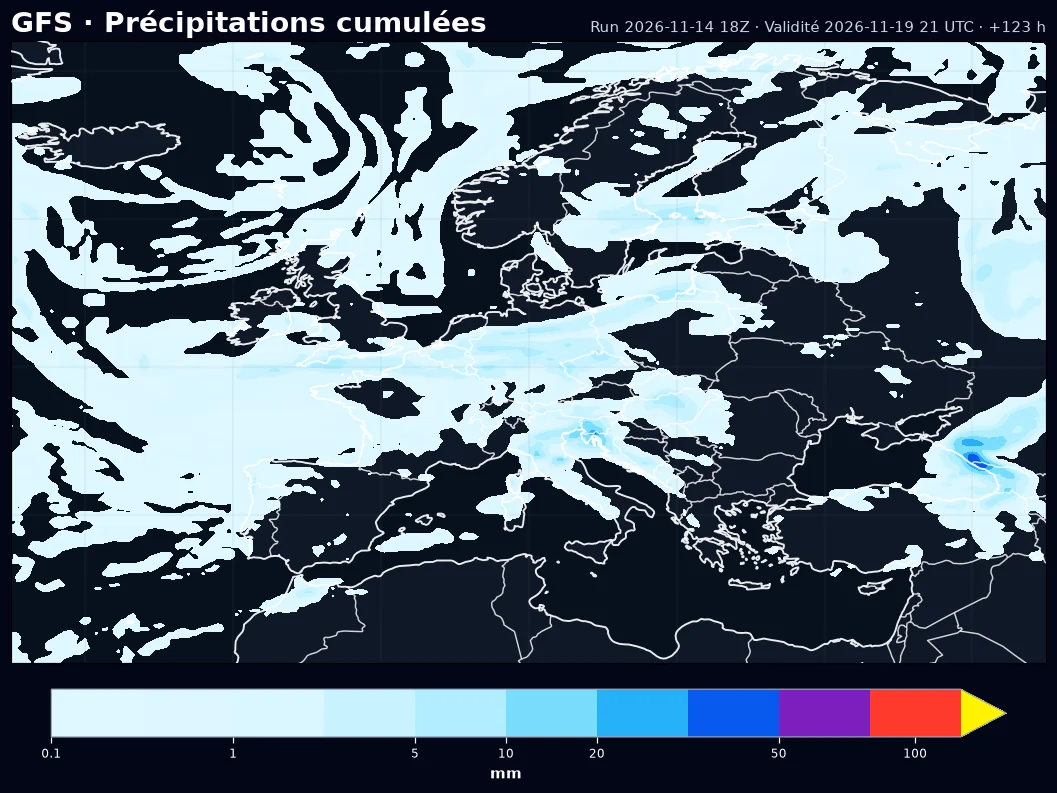 GFS · Précipitations cumulées
Run 2026-11-14 18Z · Validité 2026-11-19 21 UTC · +123 h
0.1 1 5 10 20 50 100
mm